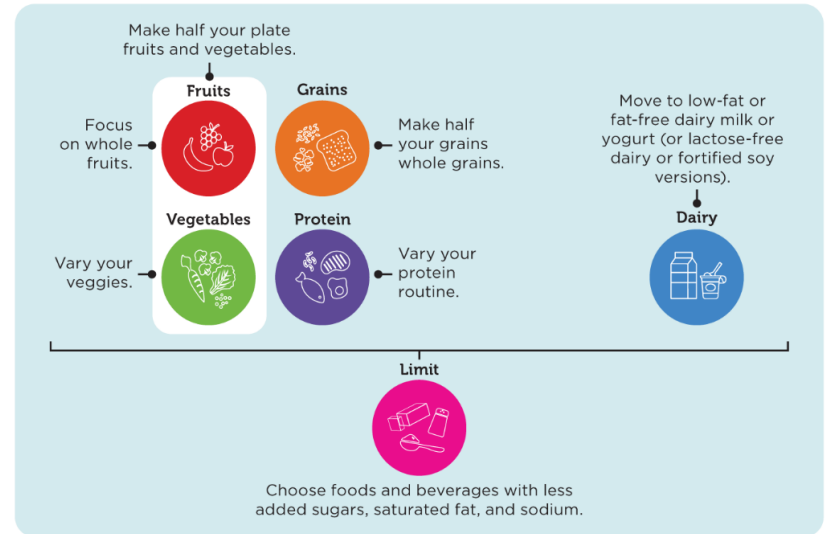 Make half your plate
fruits and vegetables.
Fruits
Grains
Focus
on whole
fruits.
Make half
your grains
whole grains.
Move to low-fat or
fat-free dairy milk or
yogurt (or lactose-free
dairy or fortified soy
versions).
Vegetables
Protein
Dairy
Vary your
veggies.
Vary your
protein
routine.
Limit
Choose foods and beverages with less
added sugars, saturated fat, and sodium.